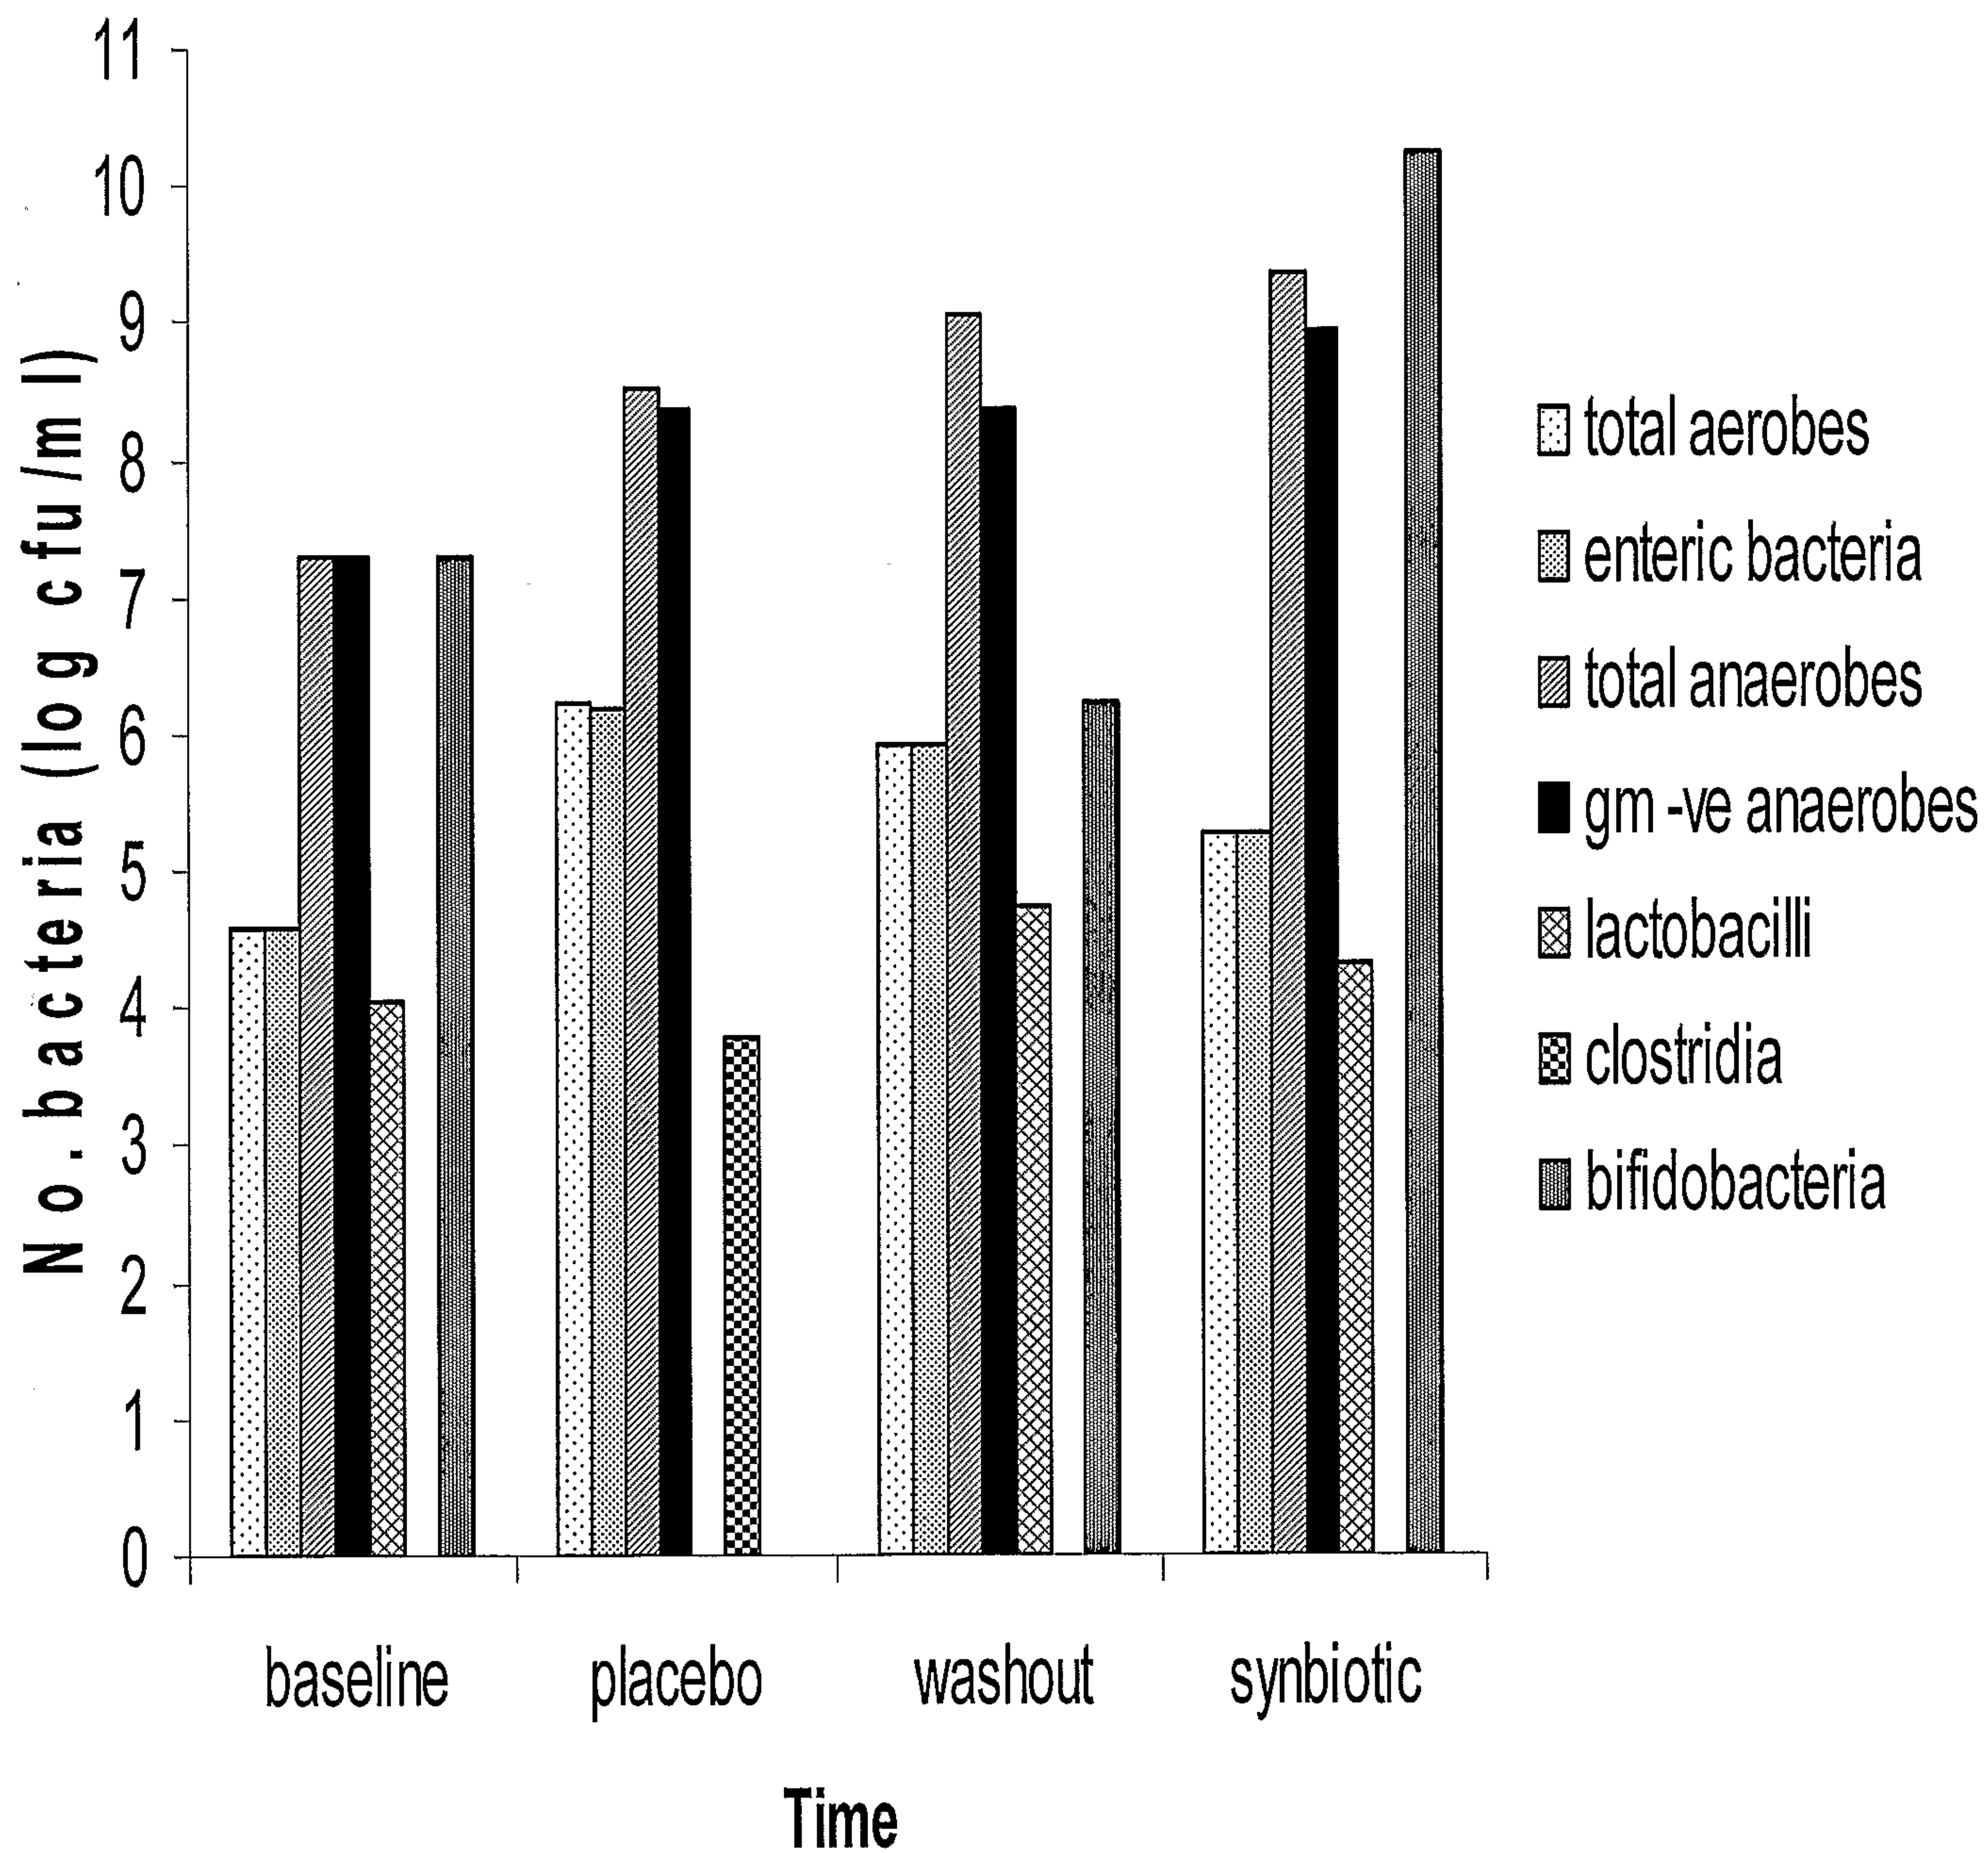 11
10
9
8
7
6
5
4
3
2
1
0
No. bacteria (log cfu/ml)
baseline
placebo
washout
synbiotic
Time
total aerobes
enteric bacteria
total anaerobes
gm -ve anaerobes
lactobacilli
clostridia
bifidobacteria